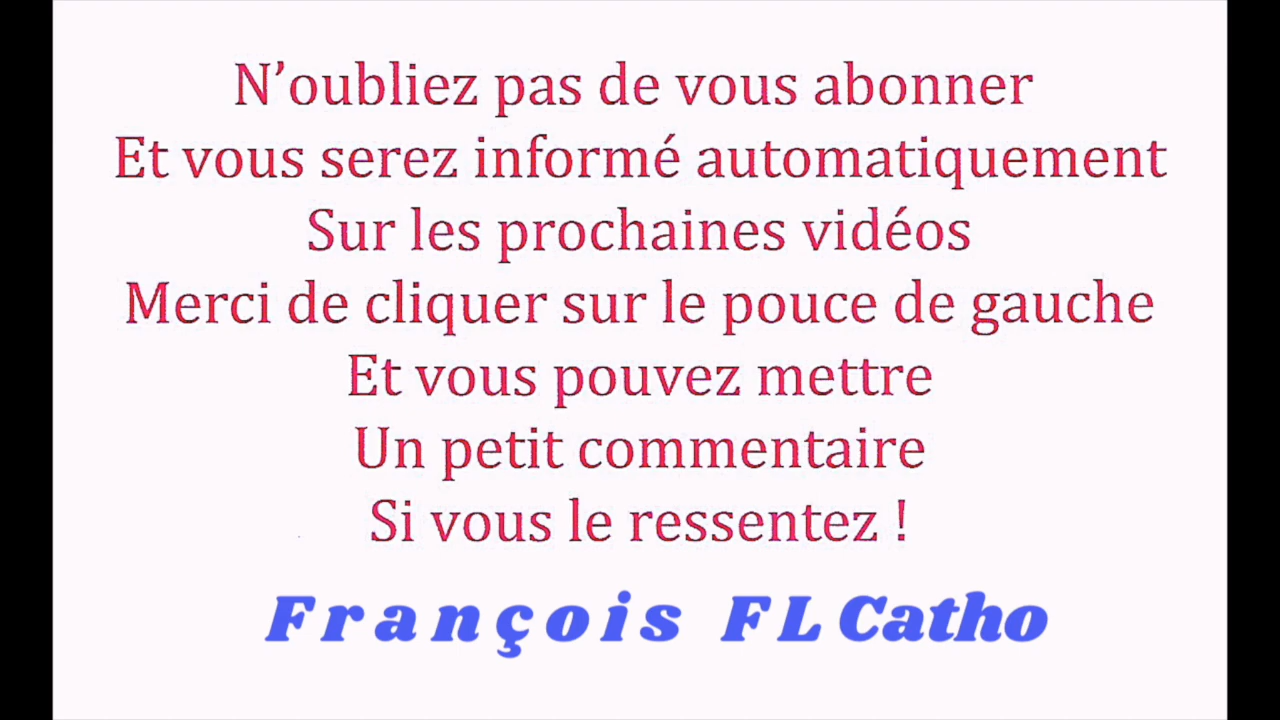 N’oubliez pas de vous abonner
Et vous serez informé automatiquement
Sur les prochaines vidéos
Merci de cliquer sur le pouce de gauche
Et vous pouvez mettre
Un petit commentaire
Si vous le ressentez !
François FLCatho